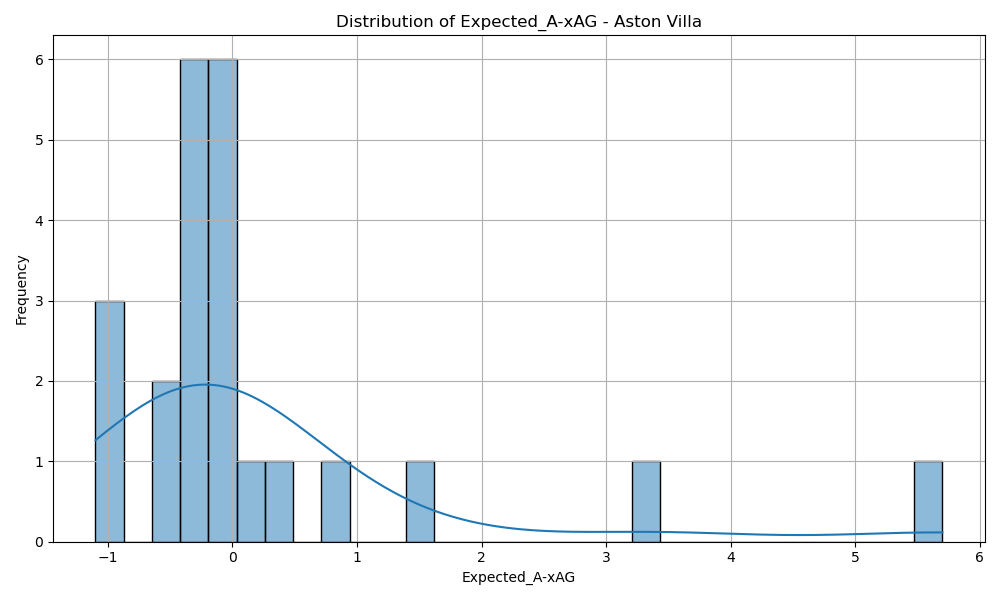 Distribution of Expected_A-xAG - Aston Villa
6
5
4
3
2
1
0
Frequency
−1 0 1 2 3 4 5 6
Expected_A-xAG